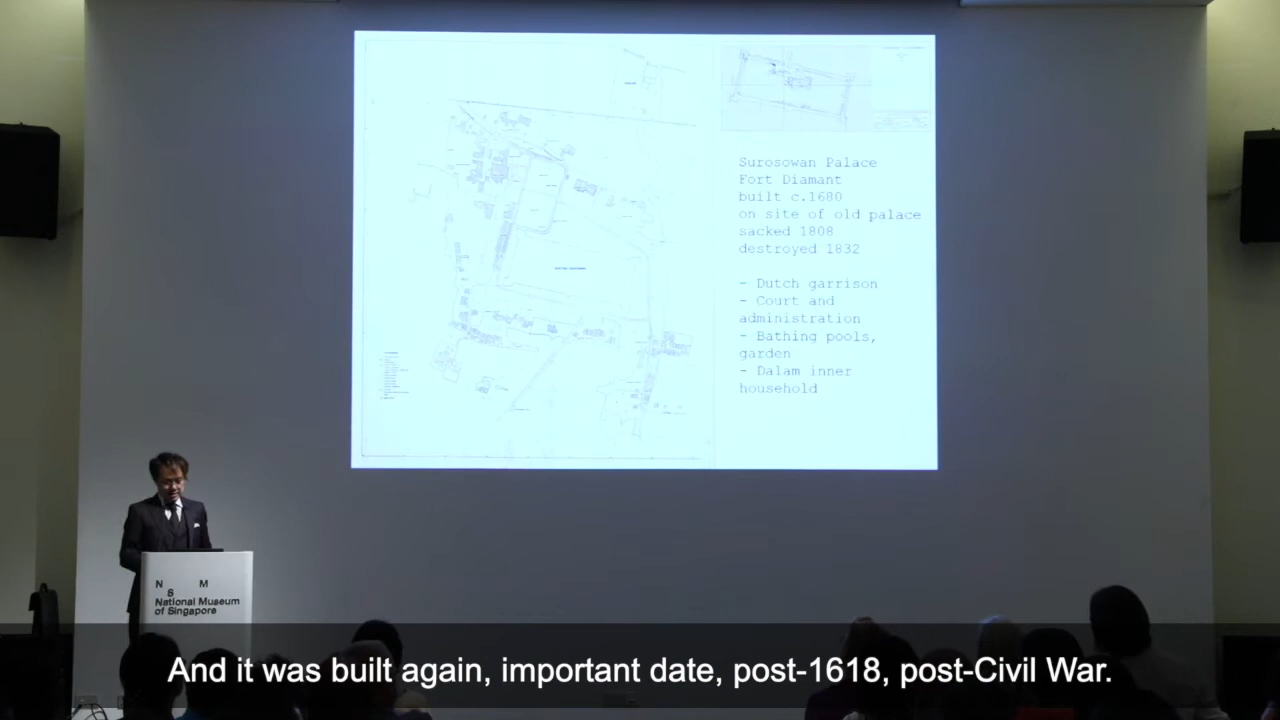 Surosowan Palace
Fort Diamant
built c.1680
on site of old palace
sacked 1808
destroyed 1832
- Dutch garrison
- Court and
administration
- Bathing pools,
garden
- Dalam inner
household
N M
S
National Museum
of Singapore
And it was built again, important date, post-1618, post-Civil War.